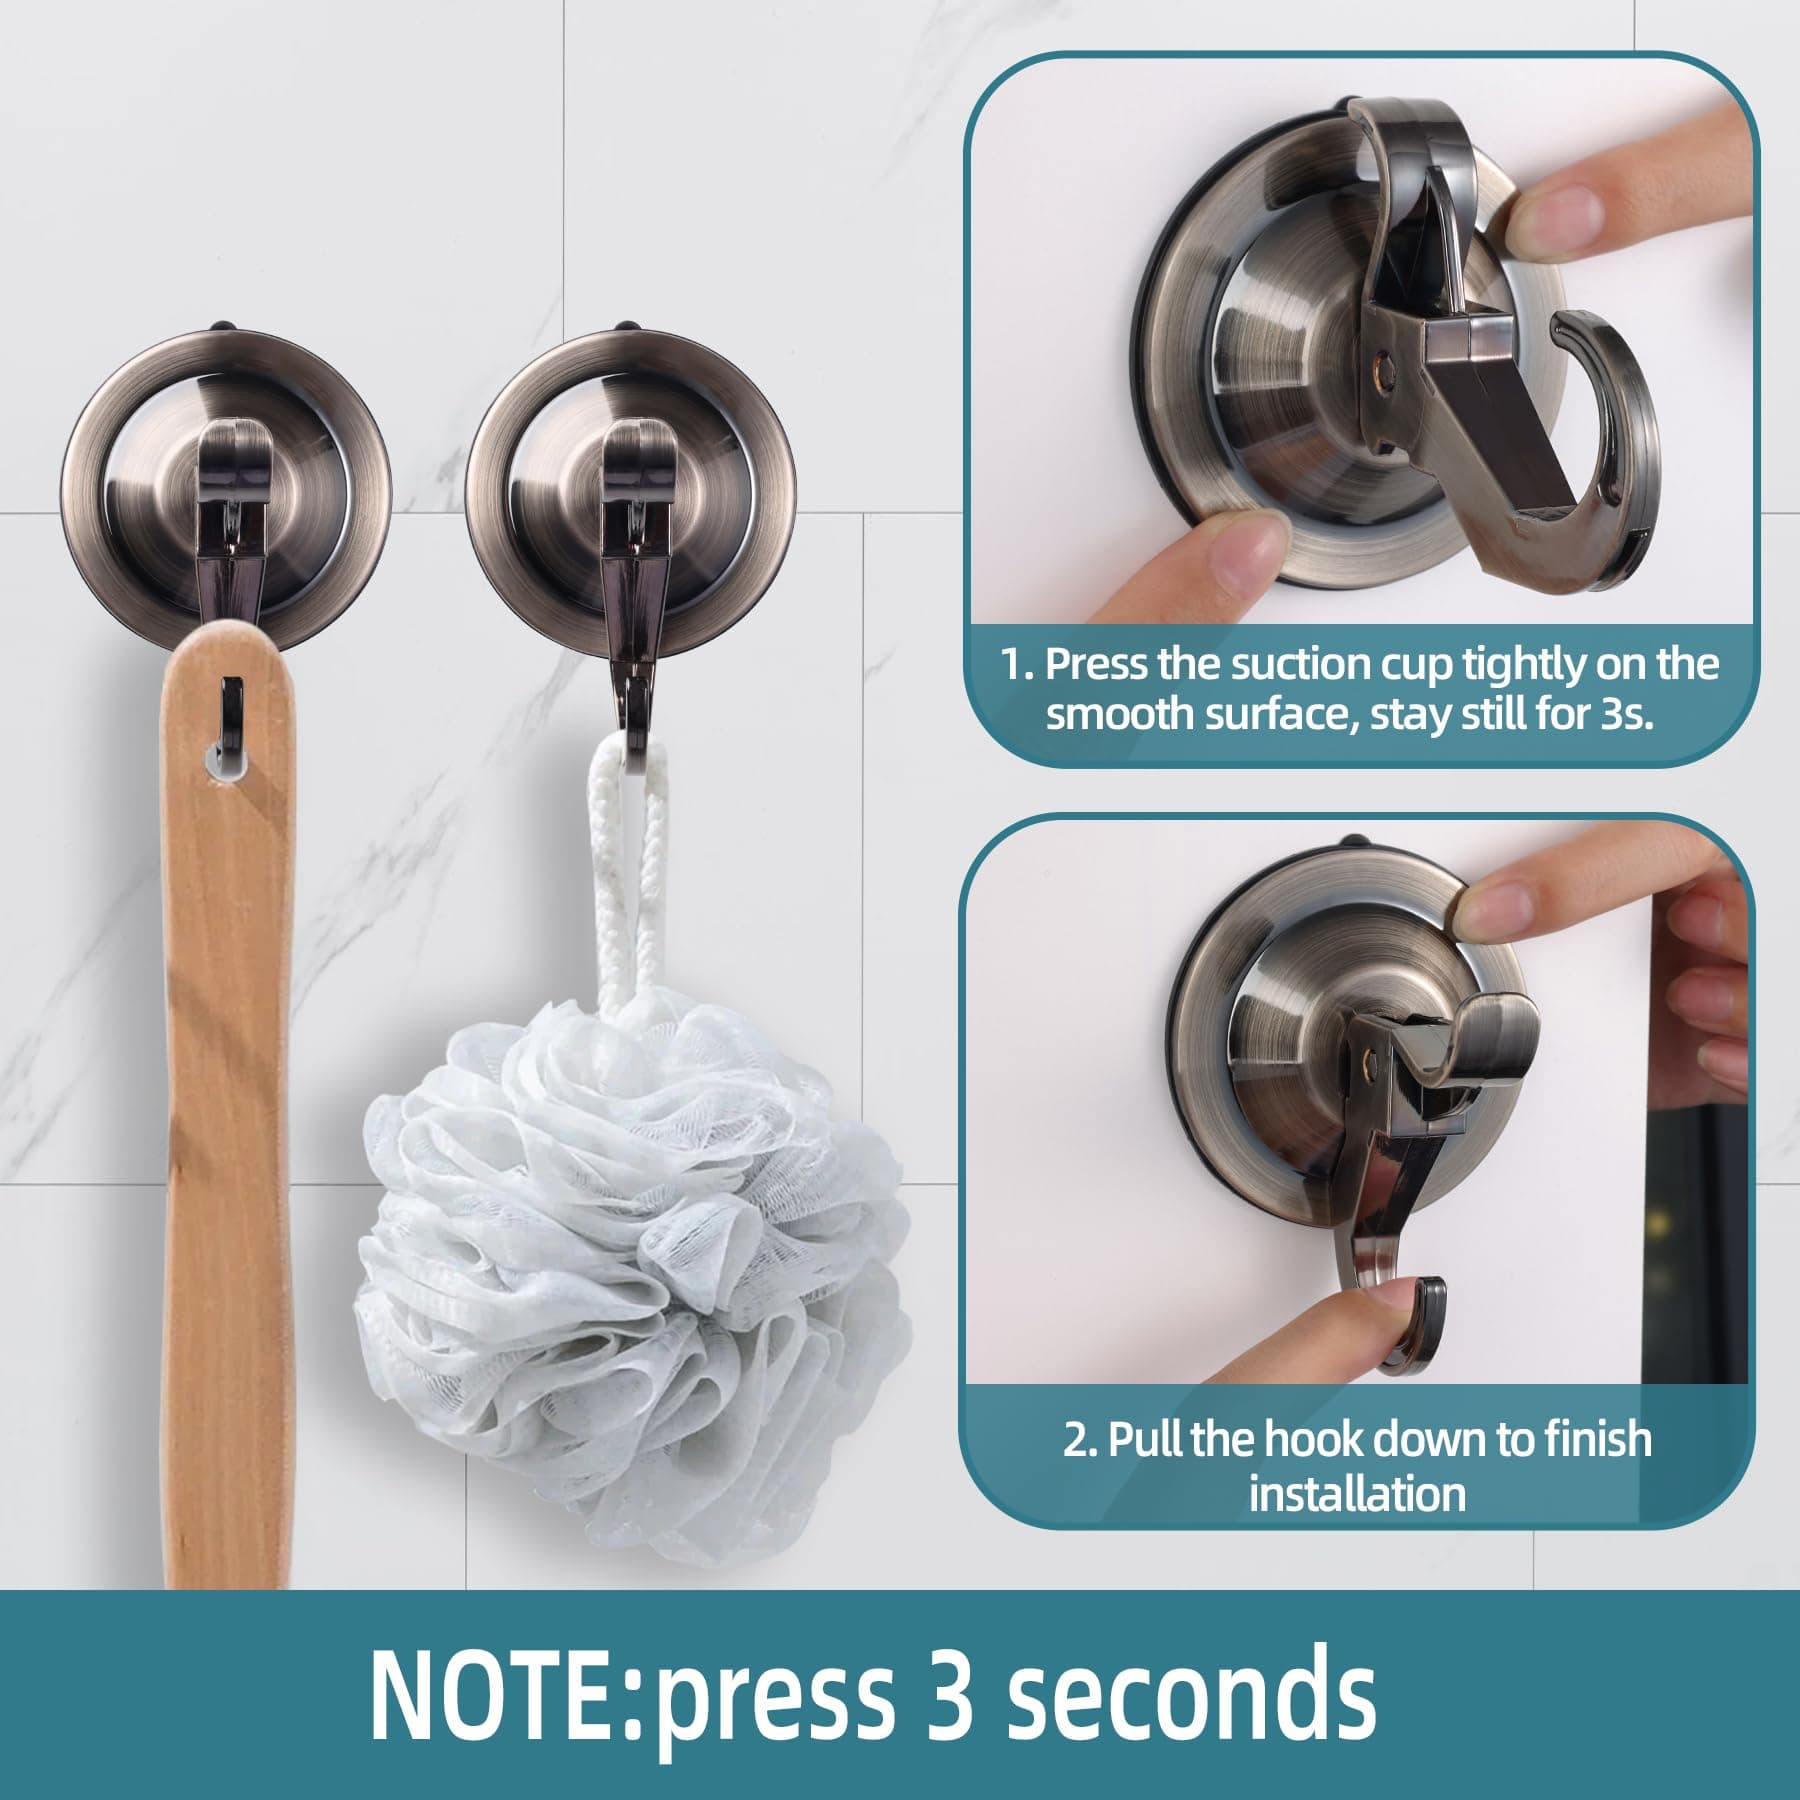 1. Press the suction cup tightly on the
smooth surface, stay still for 3s.
2. Pull the hook down to finish
installation
NOTE:press 3 seconds